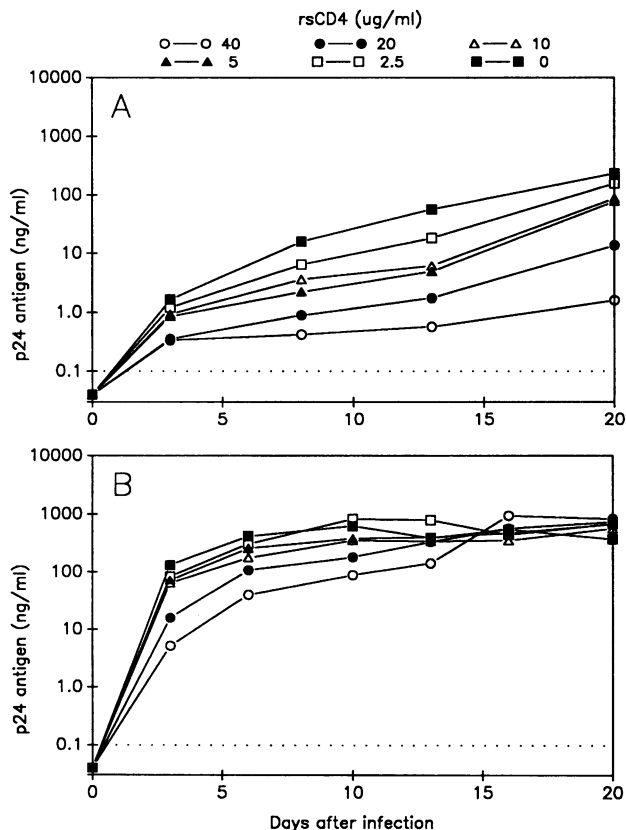 rsCD4 (ug/ml)
40 20 10
5 2.5 0
A
10000
1000
100
10
1.0
0.1
p24 antigen (ng/ml)
0 5 10 15 20
B
10000
1000
100
10
1.0
0.1
p24 antigen (ng/ml)
0 5 10 15 20
Days after infection